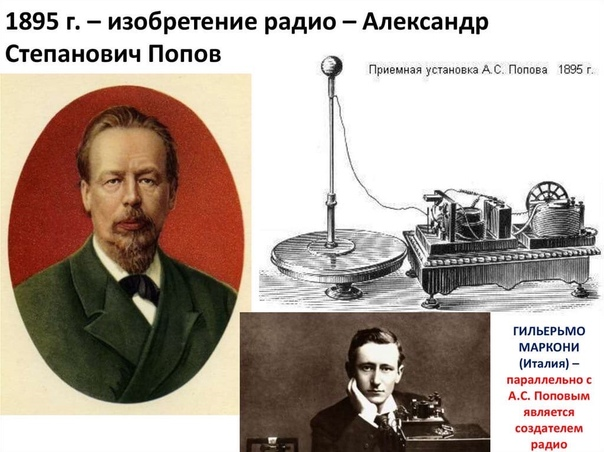 1895 г. – изобретение радио – Александр
Степанович Попов
Приемная установка А.С. Попова 1895 г.
ГИЛЬЕРЬМО
МАРКОНИ
(Италия) –
параллельно с
А.С. Поповым
является
создателем
радио